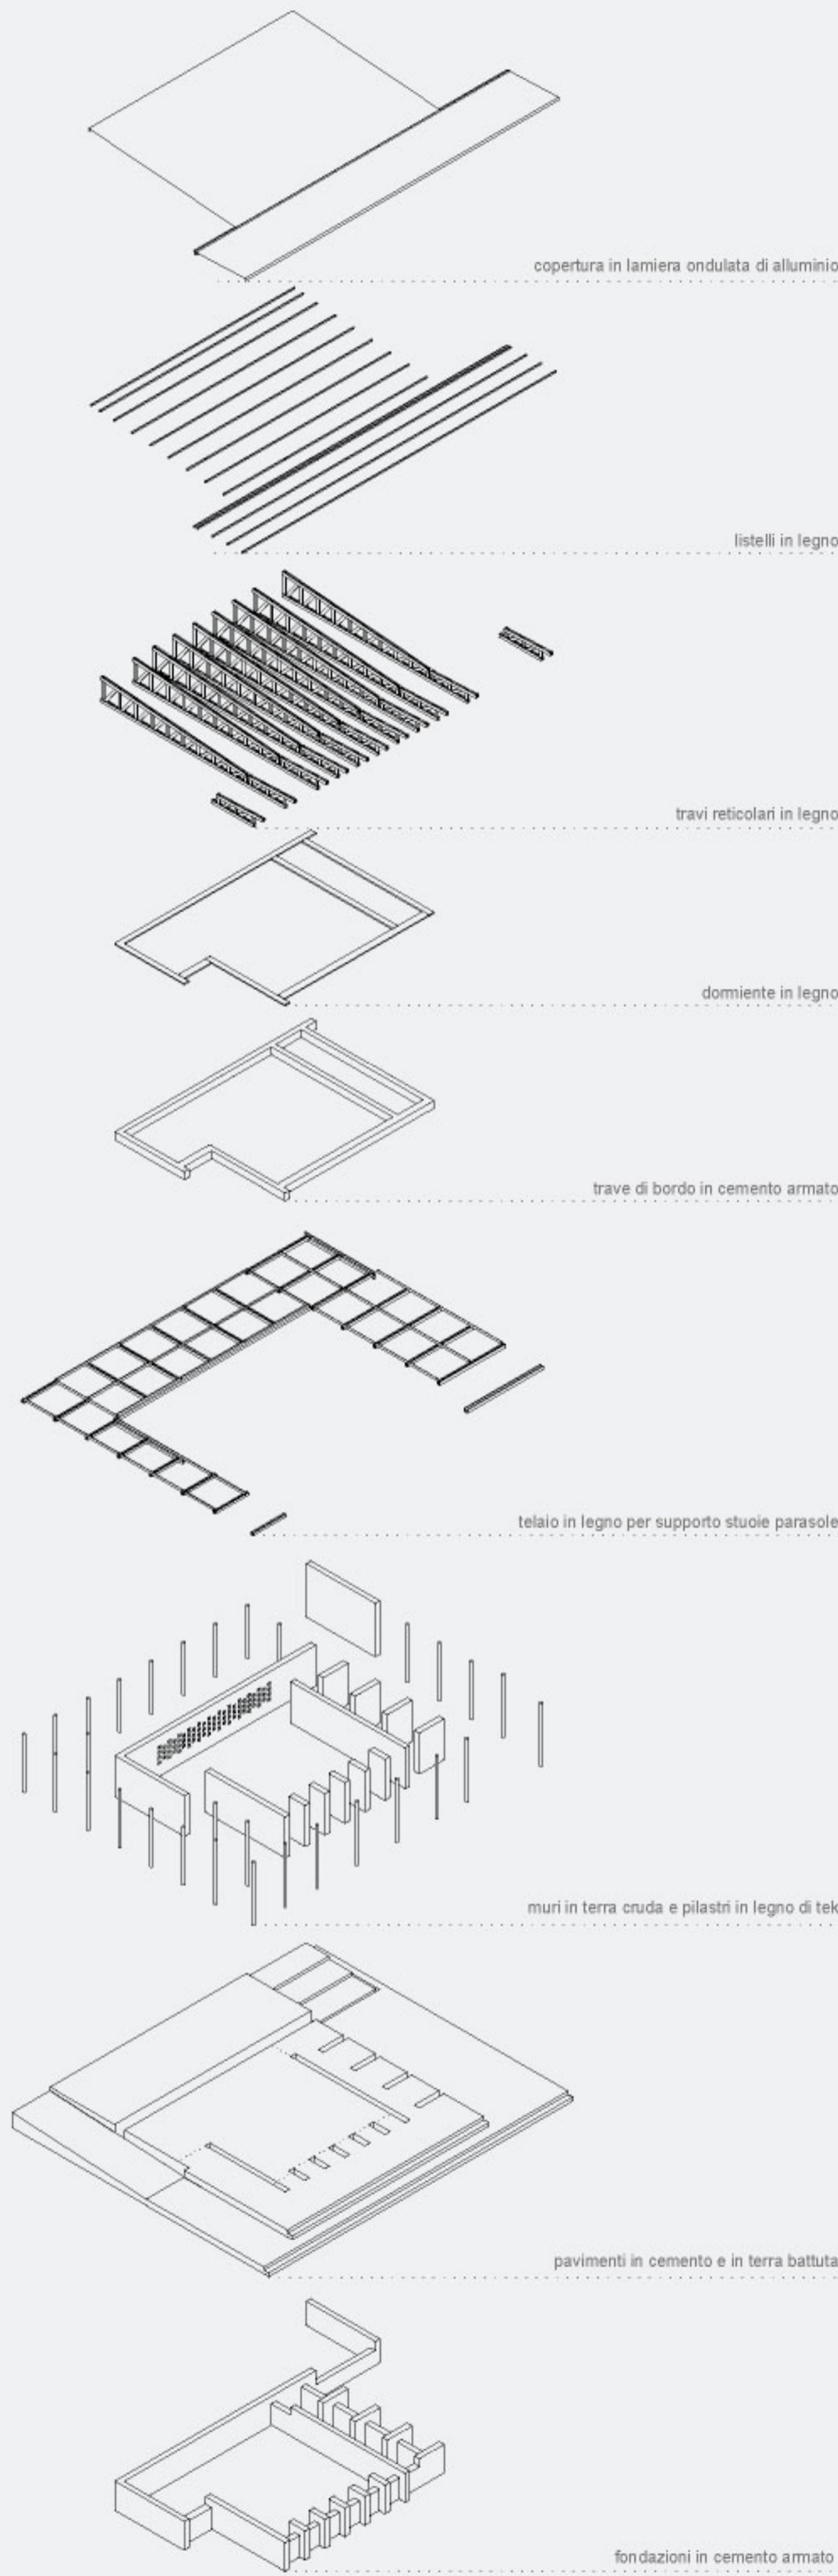 copertura in lamiera ondulata di alluminio
listelli in legno
travi reticolari in legno
dormiente in legno
trave di bordo in cemento armato
telaio in legno per supporto stuoie parasole
muri in terra cruda e pilastri in legno di tek
pavimenti in cemento e in terra battuta
fondazioni in cemento armato